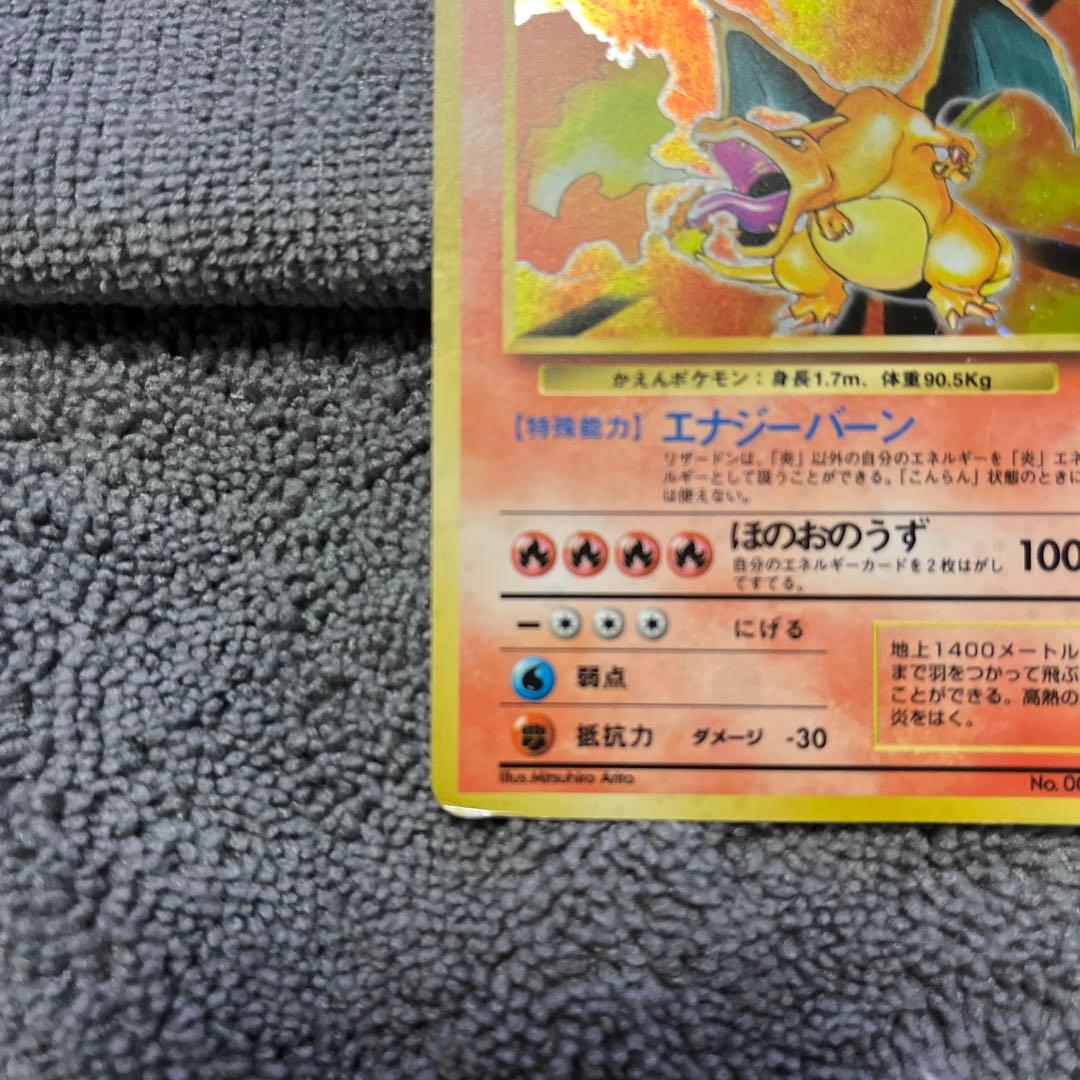 かえんポケモン：身長1.7m、体重90.5Kg
【特殊能力】 エナジーバーン
リザードンは、「炎」以外の自分のエネルギーを「炎」エネ
ルギーとして扱うことができる。「こんらん」状態のときに
は使えない。
ほのおのうず 100
自分のエネルギーカードを２枚はがし
てすてる。
ー にげる
弱点
抵抗力 ダメージ -30
地上1400メートル
まで羽をつかって飛ぶ
ことができる。高熱の
炎をはく。
Illus. Mitsuhiro Arita
No. 00